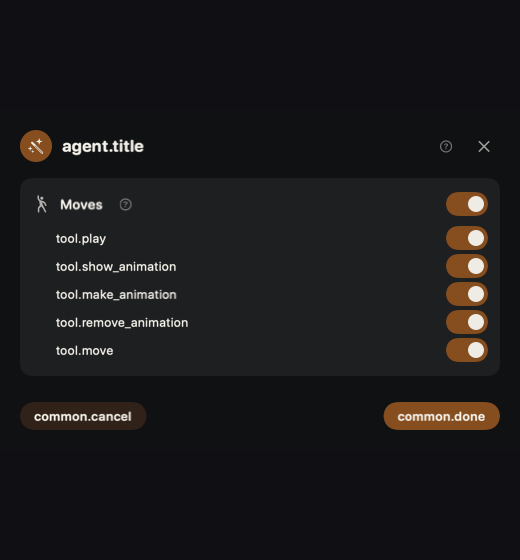 agent.title
Moves
tool.play
tool.show_animation
tool.make_animation
tool.remove_animation
tool.move
common.cancel
common.done